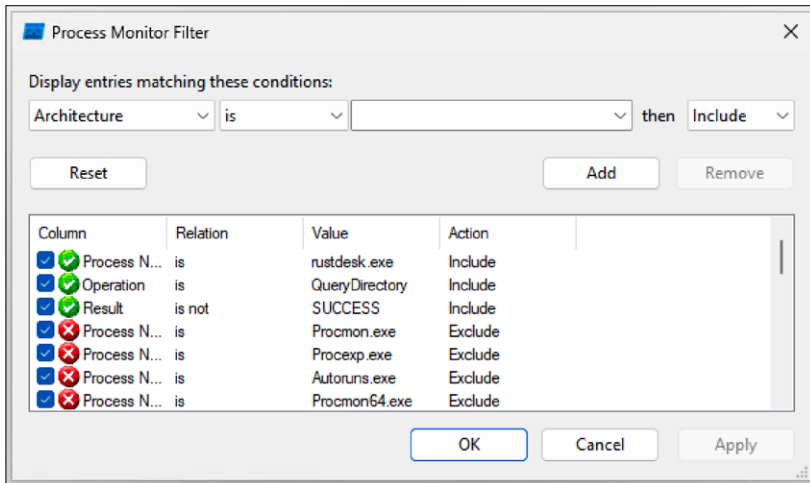 Process Monitor Filter
Display entries matching these conditions:
Architecture is then Include
Reset Add Remove
Column Relation Value Action
Process N... is rustdesk.exe Include
Operation is QueryDirectory Include
Result is not SUCCESS Include
Process N... is Procmon.exe Exclude
Process N... is Procexp.exe Exclude
Process N... is Autoruns.exe Exclude
Process N... is Procmon64.exe Exclude
OK Cancel Apply